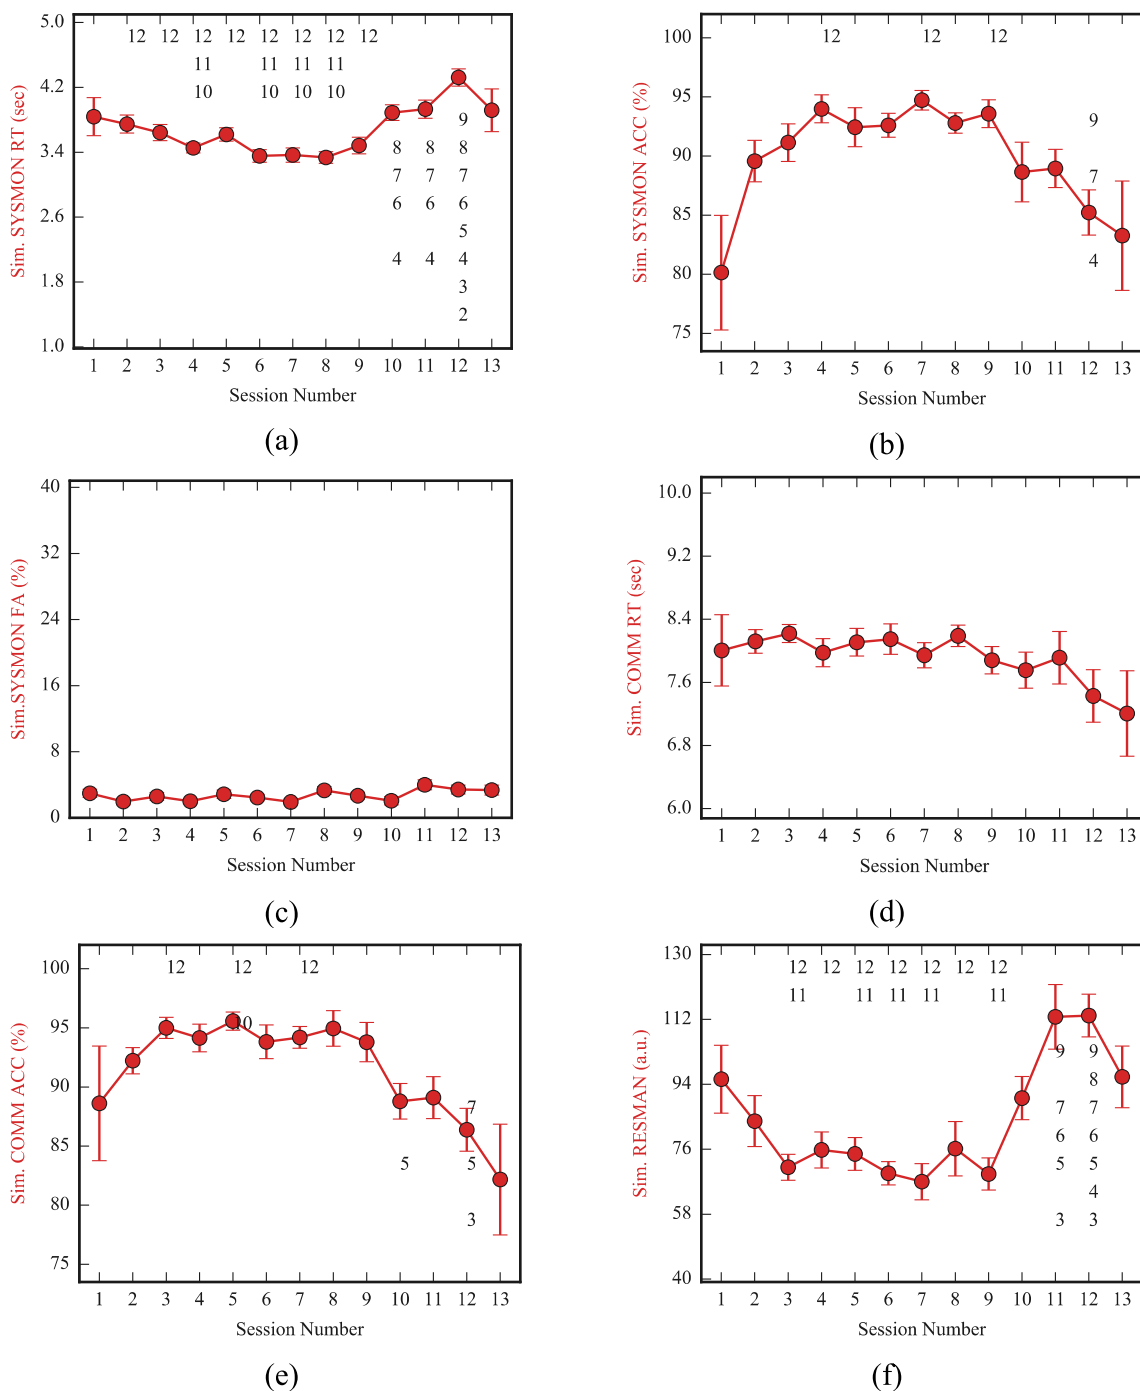 5.0
4.2
3.4
2.6
1.8
1.0
Sim. SYSMON RT (sec)
12 12 12 12 12 12 12 12
11 11 11 11
10 10 10 10
9
8 8 8
7 7 7
6 6 6
5
4 4 4
3
2
1 2 3 4 5 6 7 8 9 10 11 12 13
Session Number
(a)
100
95
90
85
80
75
Sim. SYSMON ACC (%)
12 12 12
9
7
4
1 2 3 4 5 6 7 8 9 10 11 12 13
Session Number
(b)
40
32
24
16
8
0
Sim.SYSMON FA (%)
1 2 3 4 5 6 7 8 9 10 11 12 13
Session Number
(c)
10.0
9.2
8.4
7.6
6.8
6.0
Sim. COMM RT (sec)
1 2 3 4 5 6 7 8 9 10 11 12 13
Session Number
(d)
100
95
90
85
80
75
Sim. COMM ACC (%)
12 12 12
10
7
5 5
3
1 2 3 4 5 6 7 8 9 10 11 12 13
Session Number
(e)
130
112
94
76
58
40
Sim. RESMAN (a.u.)
12 12 12 12 12 12 12
11 11 11 11 11
9 9
8
7 7
6 6
5 5
4
3 3
1 2 3 4 5 6 7 8 9 10 11 12 13
Session Number
(f)